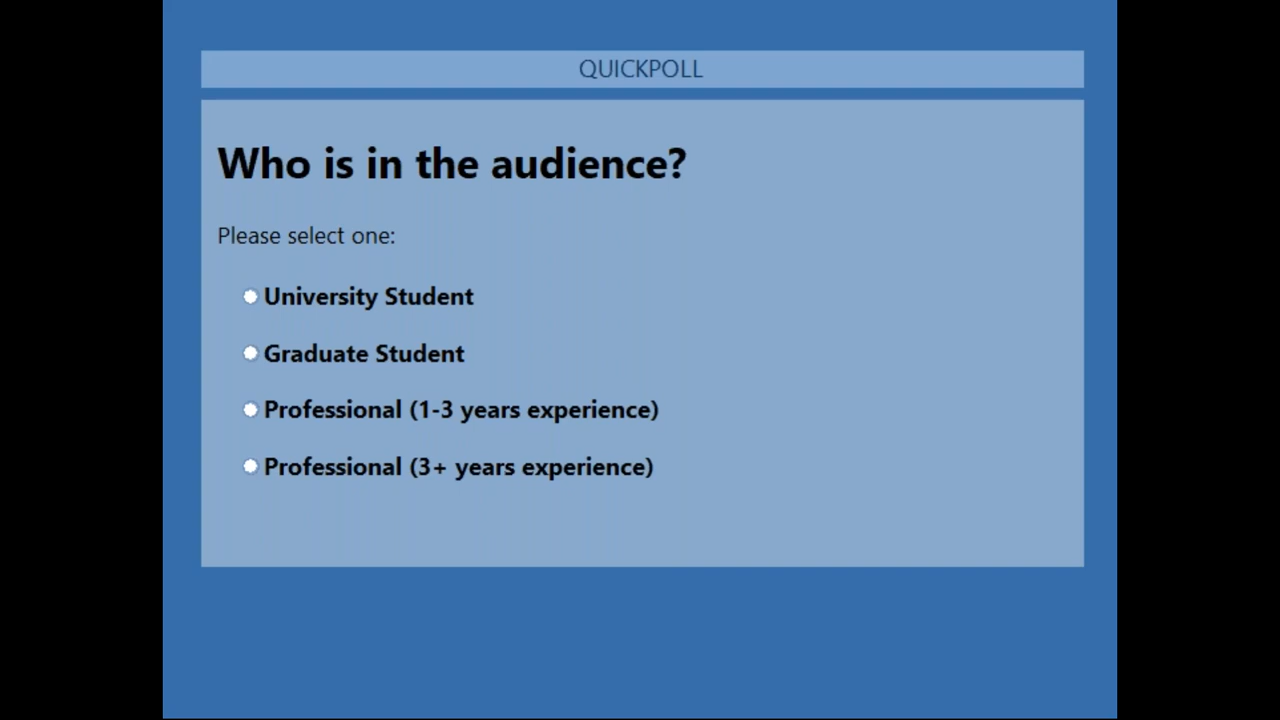 QUICKPOLL
Who is in the audience?
Please select one:
University Student
Graduate Student
Professional (1-3 years experience)
Professional (3+ years experience)